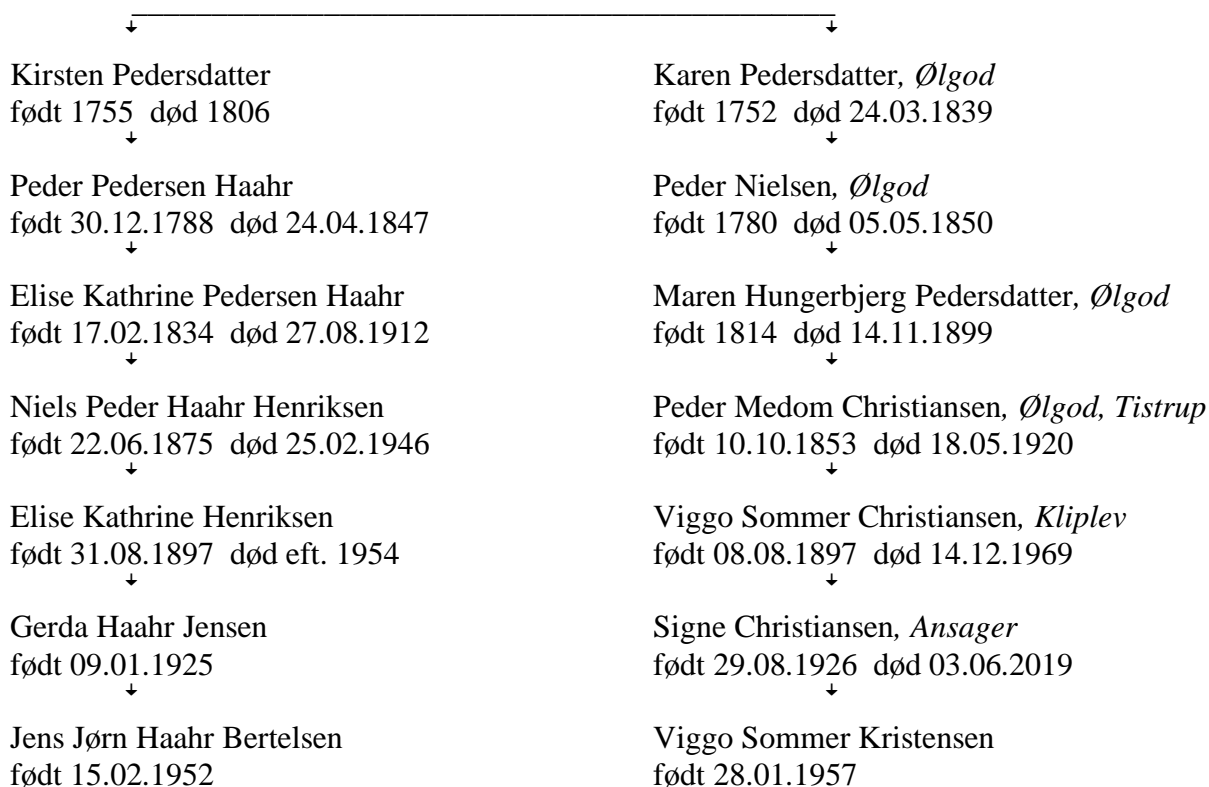 Kirsten Pedersdatter
født 1755  død 1806
Peder Pedersen Haahr
født 30.12.1788  død 24.04.1847
Elise Kathrine Pedersen Haahr
født 17.02.1834  død 27.08.1912
Niels Peder Haahr Henriksen
født 22.06.1875  død 25.02.1946
Elise Kathrine Henriksen
født 31.08.1897  død eft. 1954
Gerda Haahr Jensen
født 09.01.1925
Jens Jørn Haahr Bertelsen
født 15.02.1952
Karen Pedersdatter, Ølgod
født 1752  død 24.03.1839
Peder Nielsen, Ølgod
født 1780  død 05.05.1850
Maren Hungerbjerg Pedersdatter, Ølgod
født 1814  død 14.11.1899
Peder Medom Christiansen, Ølgod, Tistrup
født 10.10.1853  død 18.05.1920
Viggo Sommer Christiansen, Kliplev
født 08.08.1897  død 14.12.1969
Signe Christiansen, Ansager
født 29.08.1926  død 03.06.2019
Viggo Sommer Kristensen
født 28.01.1957